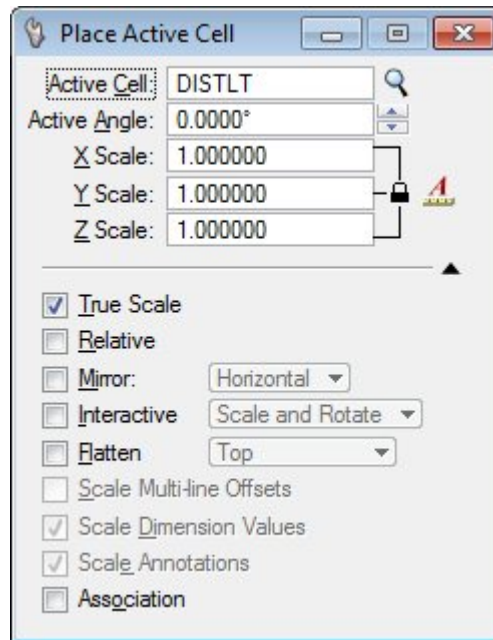 Place Active Cell
Active Cell: DISTLT
Active Angle: 0.0000°
X Scale: 1.000000
Y Scale: 1.000000
A
Z Scale: 1.000000
True Scale
Relative
Mirror: Horizontal
Interactive Scale and Rotate
Flatten Top
Scale Multi-line Offsets
Scale Dimension Values
Scale Annotations
Association